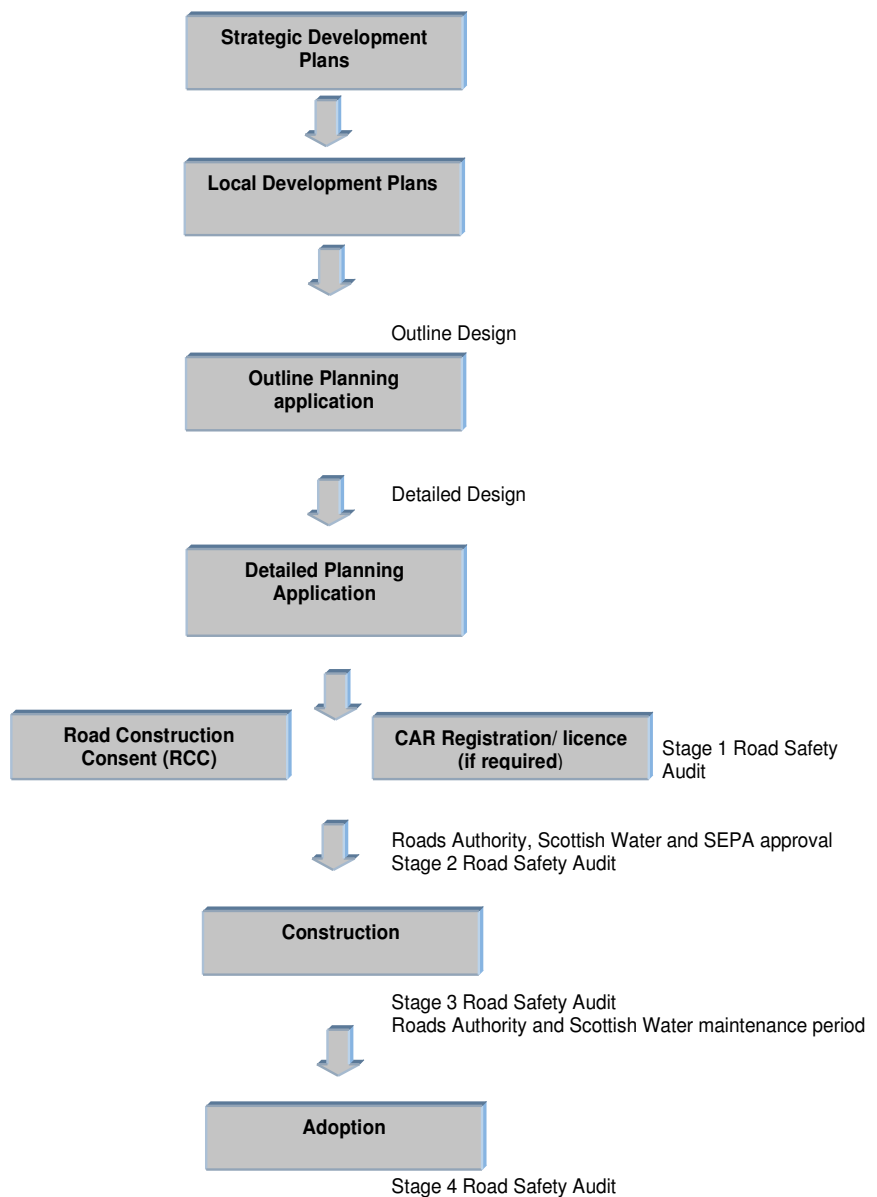 Strategic Development
Plans
Local Development Plans
Outline Design
Outline Planning
application
Detailed Design
Detailed Planning
Application
Road Construction
Consent (RCC)
CAR Registration/ licence
(if required)
Stage 1 Road Safety
Audit
Roads Authority, Scottish Water and SEPA approval
Stage 2 Road Safety Audit
Construction
Stage 3 Road Safety Audit
Roads Authority and Scottish Water maintenance period
Adoption
Stage 4 Road Safety Audit